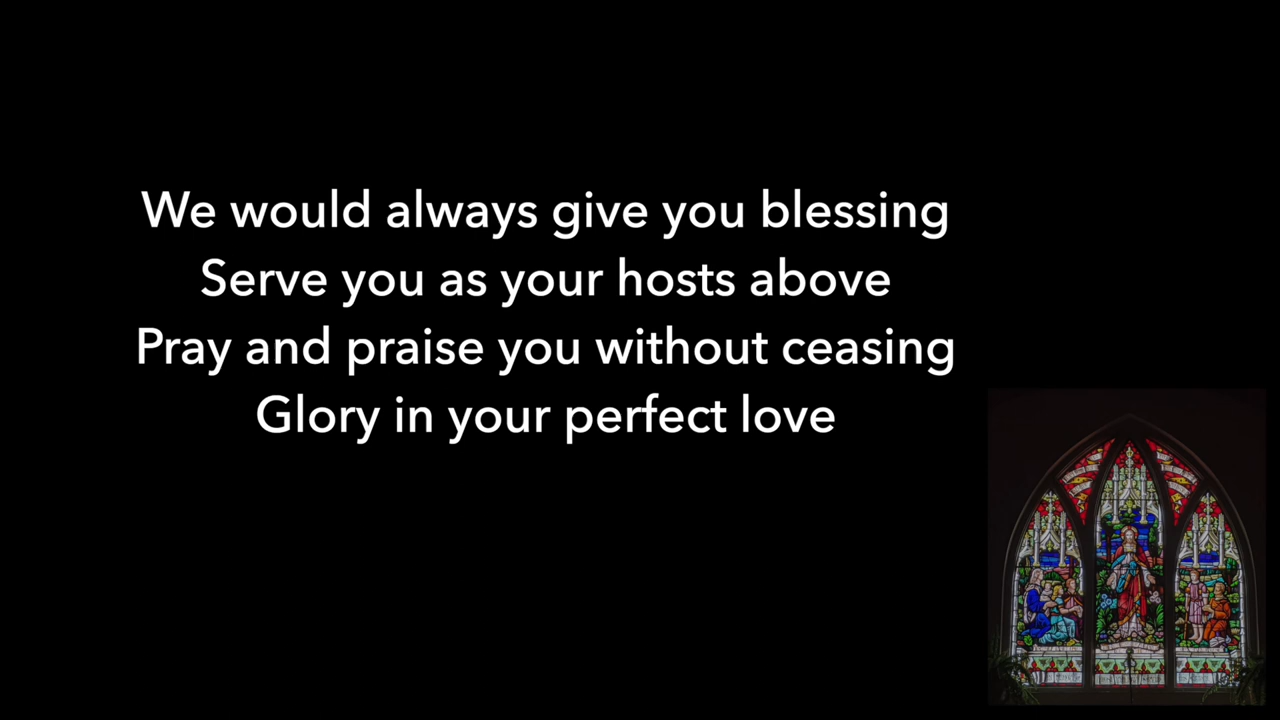 We would always give you blessing
Serve you as your hosts above
Pray and praise you without ceasing
Glory in your perfect love